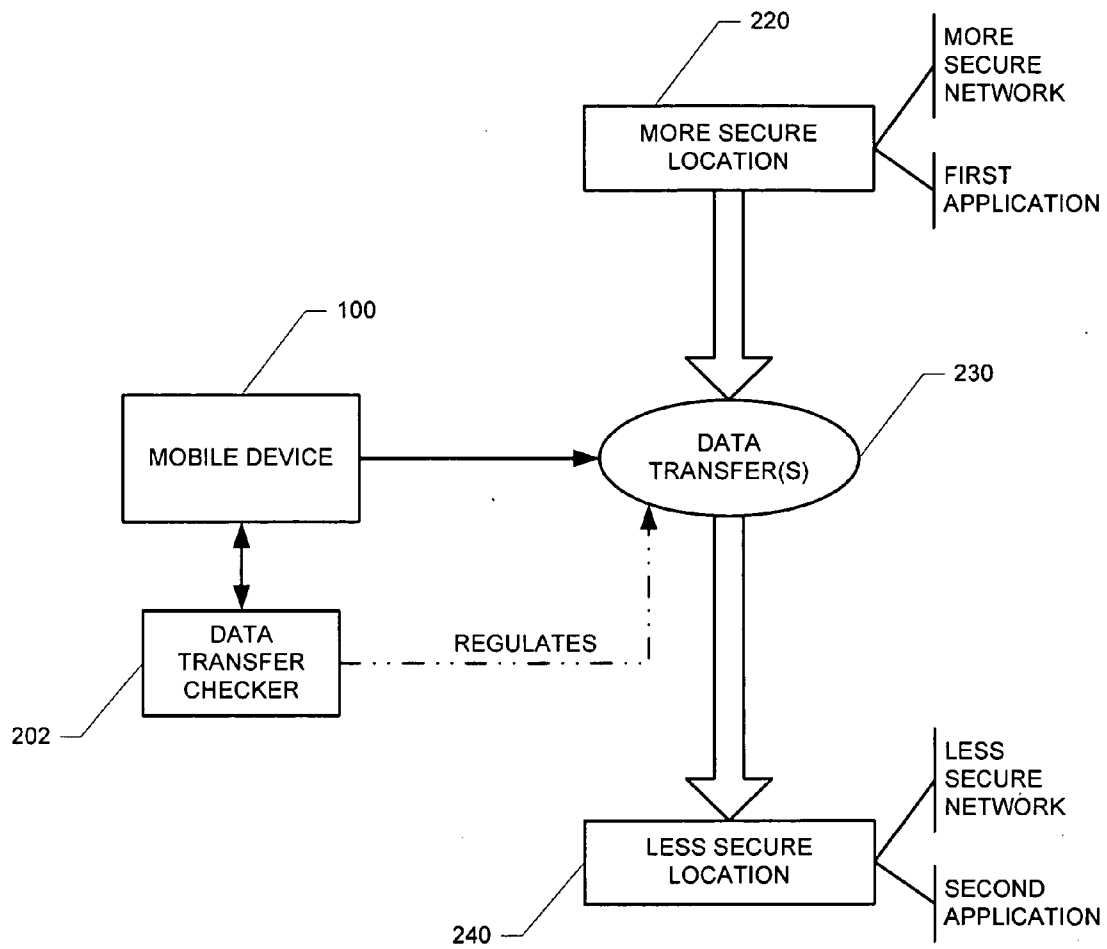 220
MORE
SECURE
NETWORK
MORE SECURE
LOCATION
FIRST
APPLICATION
100
230
MOBILE DEVICE
DATA
TRANSFER(S)
DATA
TRANSFER
CHECKER
REGULATES
202
LESS
SECURE
NETWORK
LESS SECURE
LOCATION
SECOND
APPLICATION
240